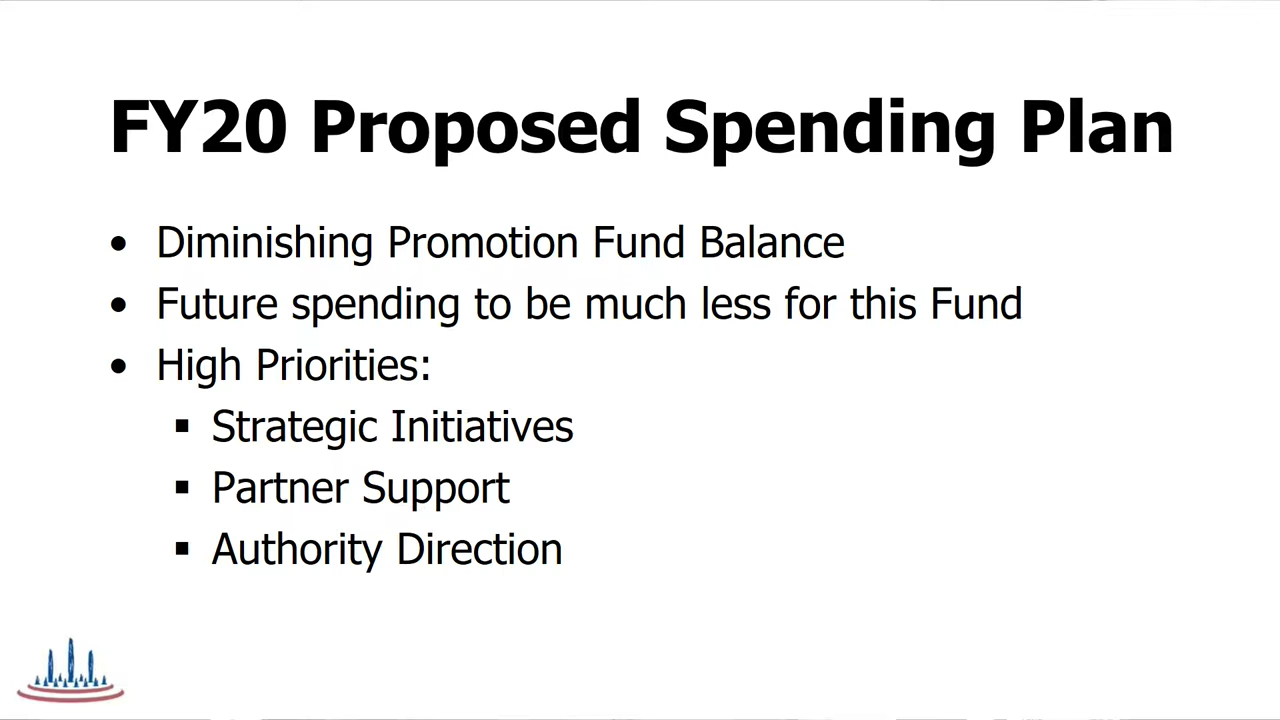 FY20 Proposed Spending Plan
• Diminishing Promotion Fund Balance
• Future spending to be much less for this Fund
• High Priorities:
▪ Strategic Initiatives
▪ Partner Support
▪ Authority Direction